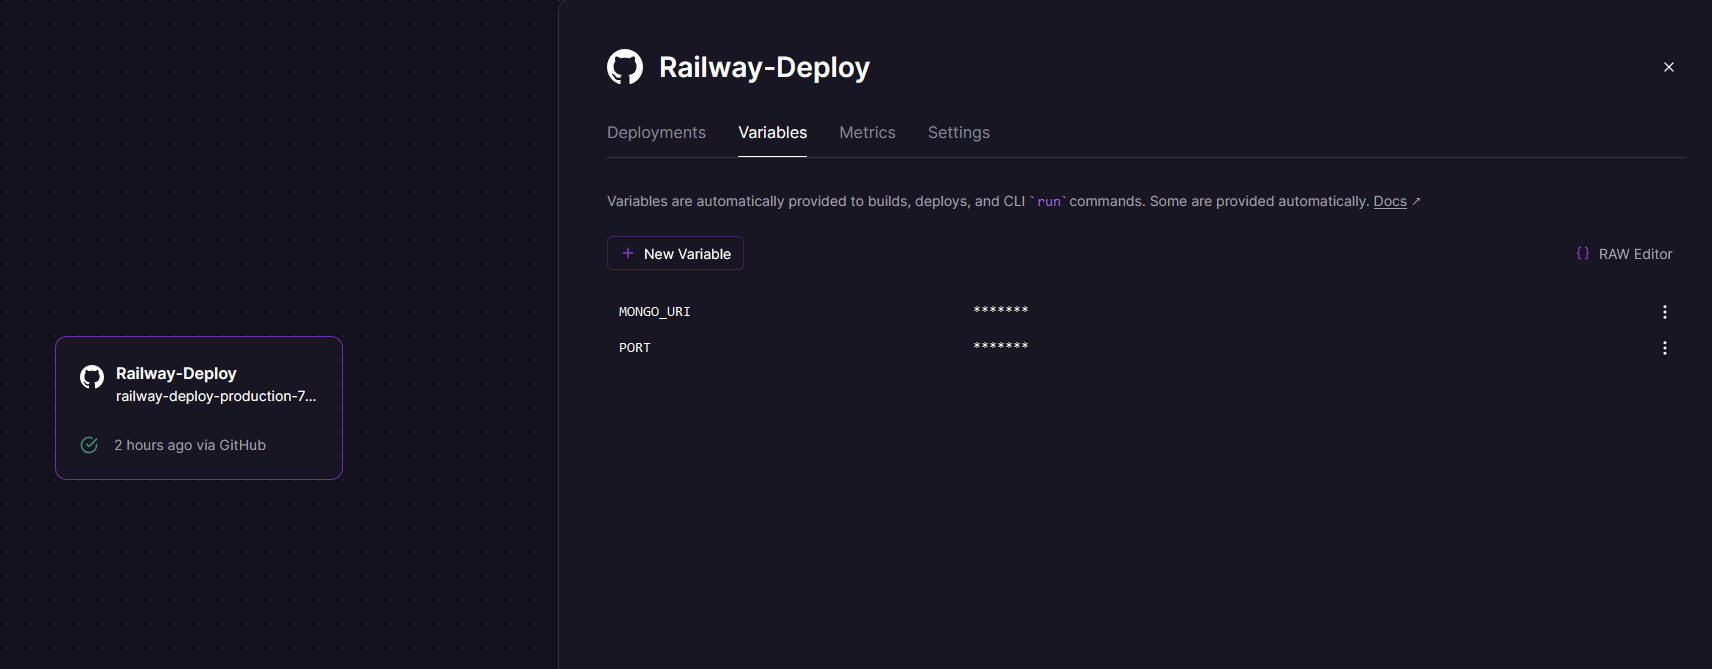 Railway-Deploy
railway-deploy-production-7...
2 hours ago via GitHub
Railway-Deploy
Deployments Variables Metrics Settings
Variables are automatically provided to builds, deploys, and CLI `run` commands. Some are provided automatically. Docs ↗
+ New Variable
{} RAW Editor
MONGO_URI *******
PORT *******